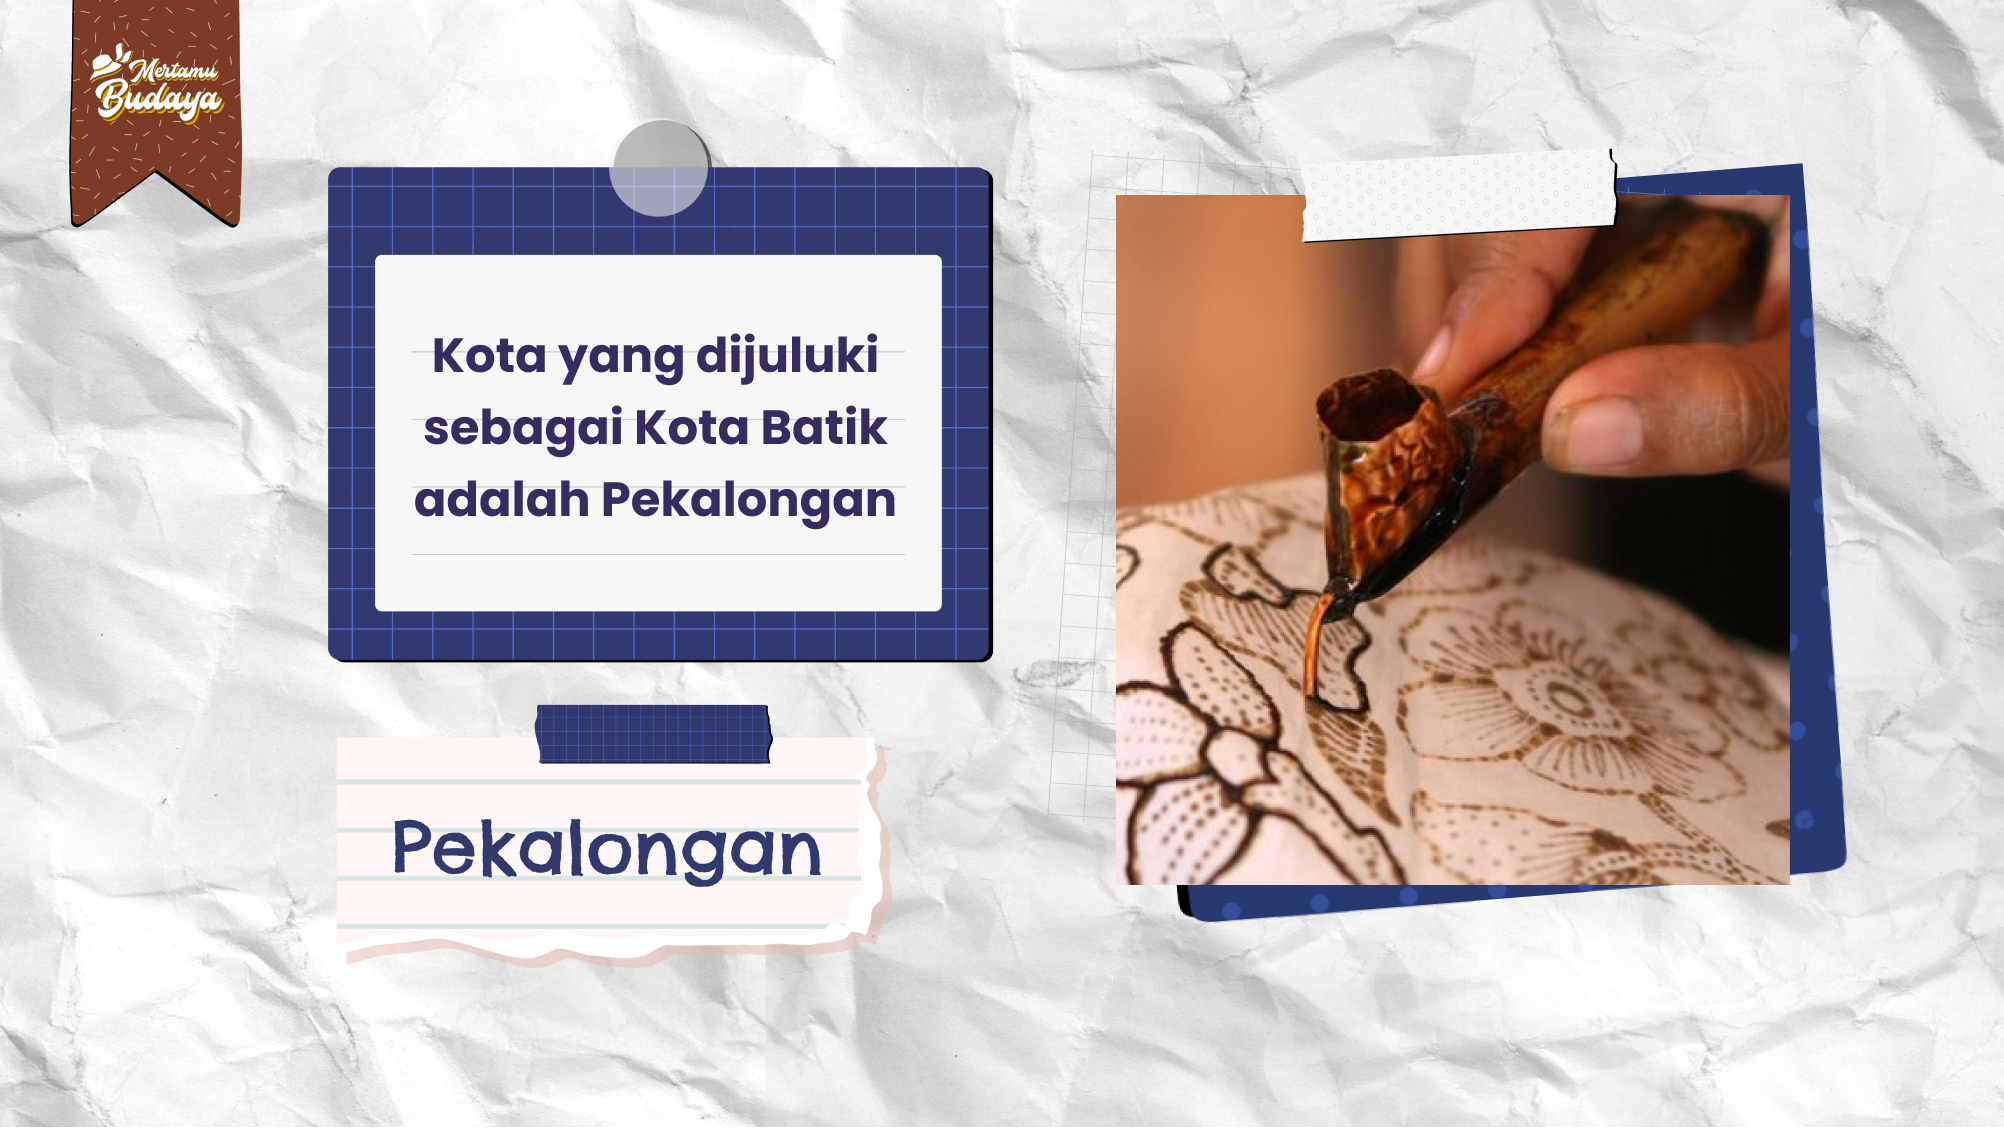 Mertamu
Budaya
Kota yang dijuluki
sebagai Kota Batik
adalah Pekalongan
Pekalongan